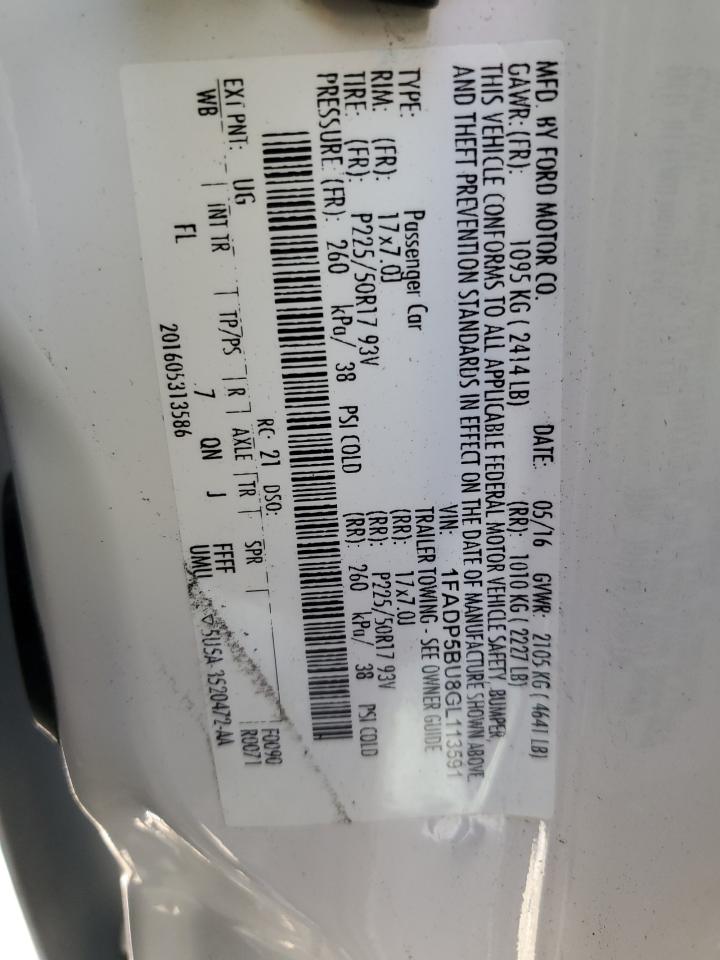 MFD. BY FORD MOTOR CO. DATE: 05/16 GVWR: 2105 KG ( 4641 LB)
GAWR: (FR): 1095 KG ( 2414 LB) (RR): 1010 KG ( 2227 LB)
THIS VEHICLE CONFORMS TO ALL APPLICABLE FEDERAL MOTOR VEHICLE SAFETY, BUMPER,
AND THEFT PREVENTION STANDARDS IN EFFECT ON THE DATE OF MANUFACTURE SHOWN ABOVE.
VIN: 1FADP5BU8GL113591
TYPE: Passenger Car TRAILER TOWING - SEE OWNER GUIDE
RIM: (FR): 17x7.0J (RR): 17x7.0J
TIRE: (FR): P225/50R17 93V (RR): P225/50R17 93V
PRESSURE: (FR): 260 kPa/ 38 PSI COLD (RR): 260 kPa/ 38 PSI COLD
RC: 21 DSO: F0090
EXT PNT: UG R0071
WB | INT TR | TP/PS | R | AXLE | TR | SPR |
FL 7 QN J FFFF
UMU
201605313586 ▽5USA-3520472-AA